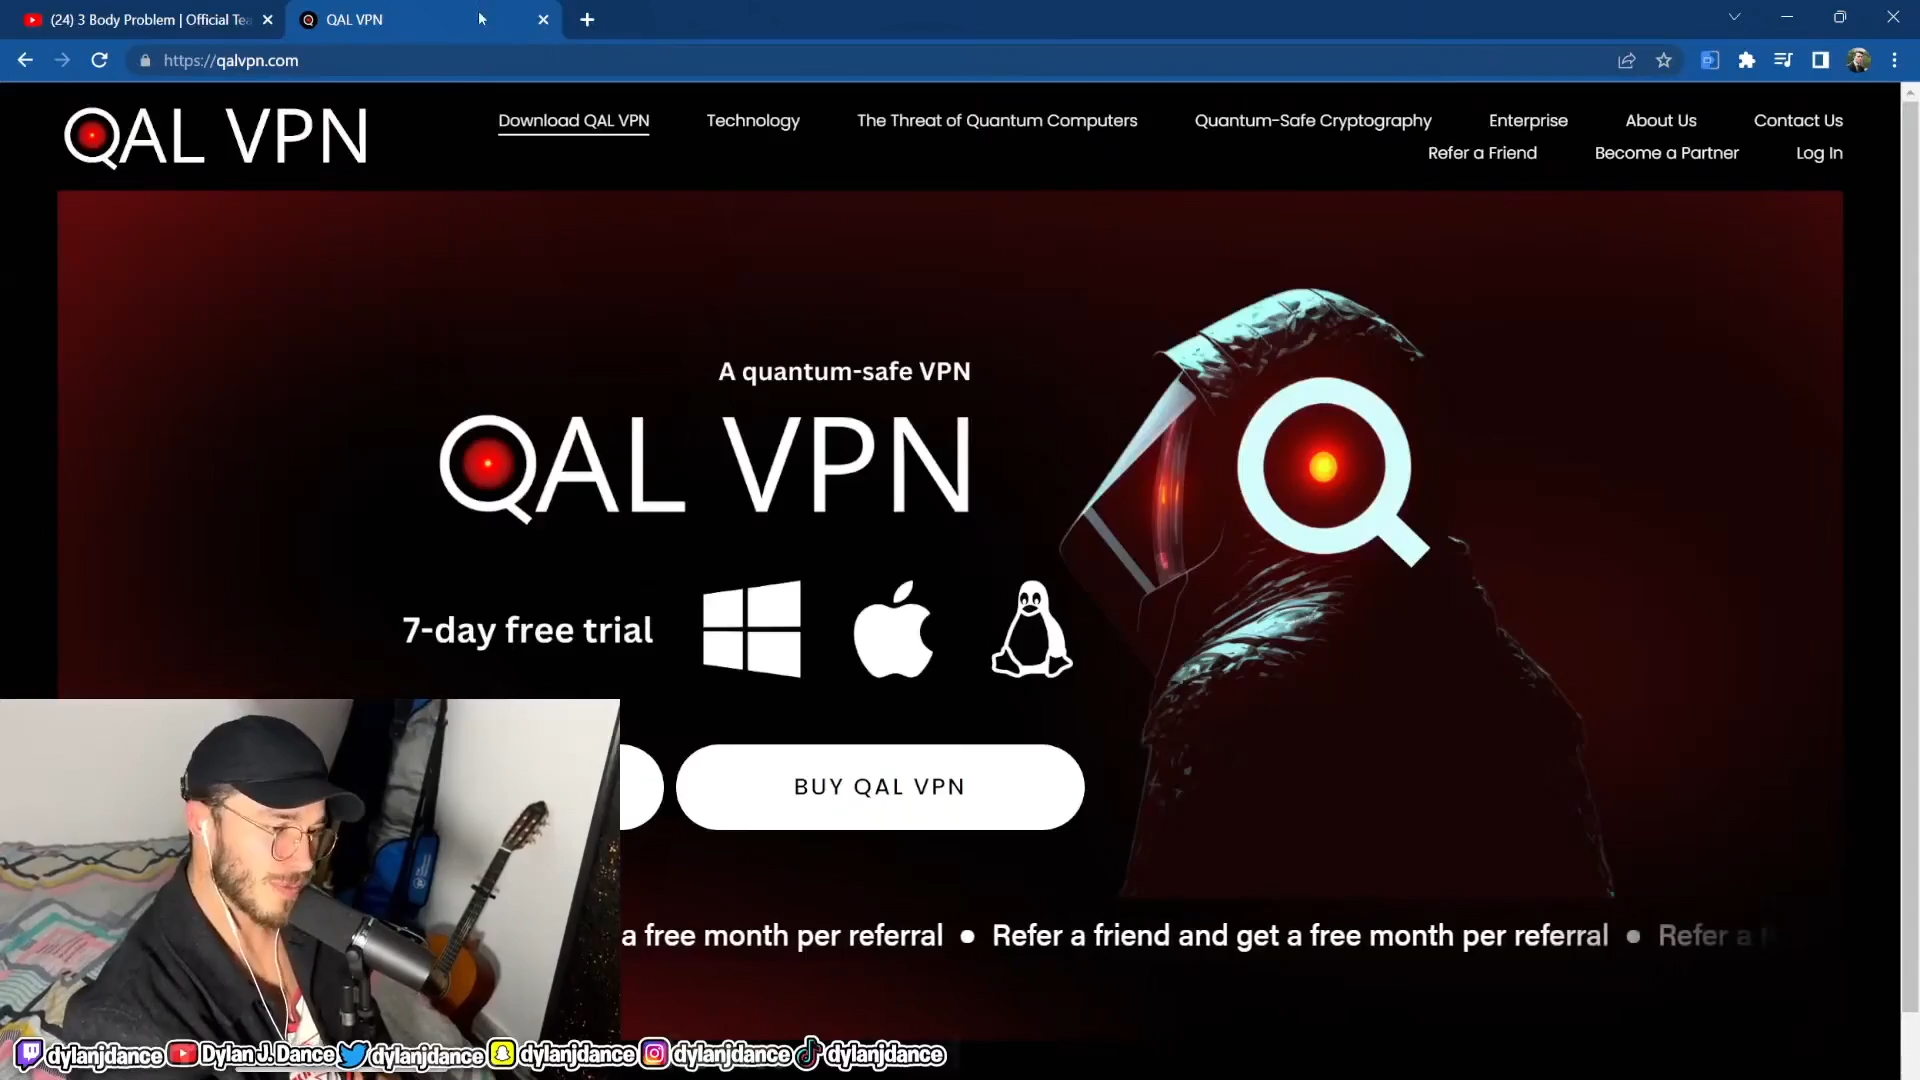 (24) 3 Body Problem | Official Tea
QAL VPN
https://qalvpn.com
QAL VPN
Download QAL VPN
Technology
The Threat of Quantum Computers
Quantum-Safe Cryptography
Enterprise
About Us
Contact Us
Refer a Friend
Become a Partner
Log In
A quantum-safe VPN
QAL VPN
7-day free trial
BUY QAL VPN
a free month per referral • Refer a friend and get a free month per referral • Refer a
dylanjdance Dylan J. Dance dylanjdance dylanjdance dylanjdance dylanjdance